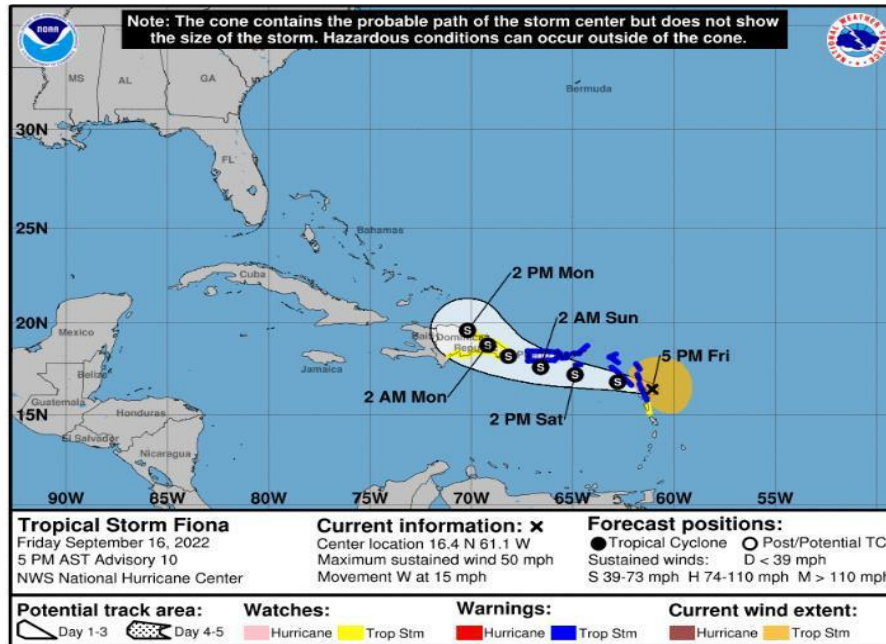 Note: The cone contains the probable path of the storm center but does not show
the size of the storm. Hazardous conditions can occur outside of the cone.
NOAA
NATIONAL WEATHER SERVICE
MS
AL
GA
Bermuda
30N
FL
25N
Bahamas
Cuba
2 PM Mon
20N
2 AM Sun
Mexico
5 PM Fri
Jamaica
Belize
2 AM Mon
Guatemala
Honduras
2 PM Sat
15N
El Salvador
Nicaragua
S
S
S
S
S
S
S
90W 85W 80W 75W 70W 65W 60W 55W
Tropical Storm Fiona
Friday September 16, 2022
5 PM AST Advisory 10
NWS National Hurricane Center
Current information: ×
Center location 16.4 N 61.1 W
Maximum sustained wind 50 mph
Movement W at 15 mph
Forecast positions:
Tropical Cyclone Post/Potential TC
Sustained winds: D < 39 mph
S 39-73 mph H 74-110 mph M > 110 mph
Potential track area:
Day 1-3 Day 4-5
Watches:
Hurricane Trop Stm
Warnings:
Hurricane Trop Stm
Current wind extent:
Hurricane Trop Stm